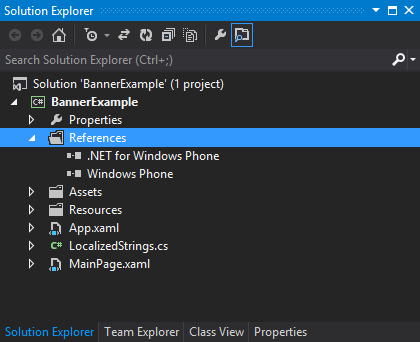 Solution Explorer
Search Solution Explorer (Ctrl+;)
Solution 'BannerExample' (1 project)
C# BannerExample
Properties
References
.NET for Windows Phone
Windows Phone
Assets
Resources
App.xaml
C# LocalizedStrings.cs
MainPage.xaml
Solution Explorer Team Explorer Class View Properties